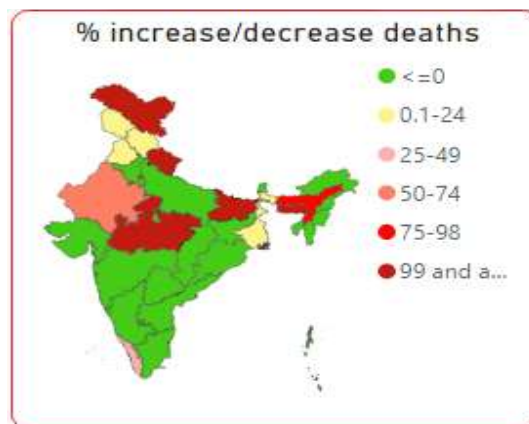 % increase/decrease deaths
<=0
0.1-24
25-49
50-74
75-98
99 and a...